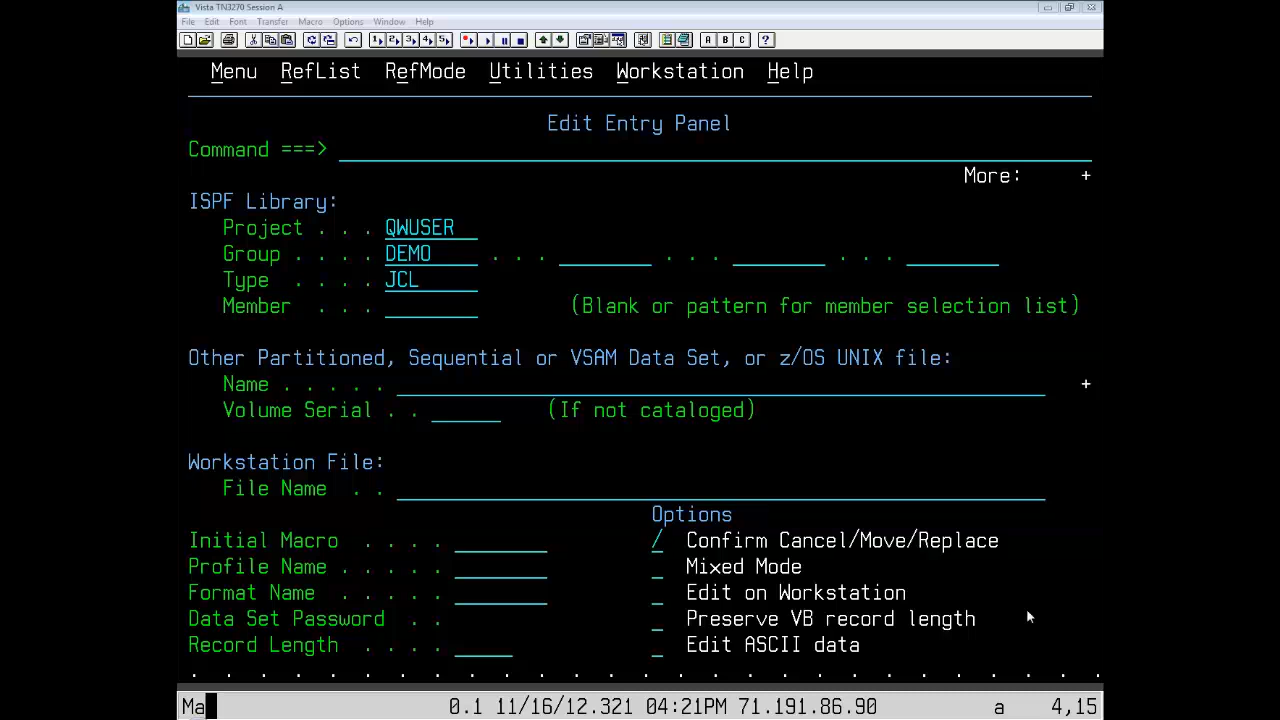 Vista TN3270 Session A
File Edit Font Transfer Macro Options Window Help
1 2 3 4 5 A B C ?
Menu RefList RefMode Utilities Workstation Help
Edit Entry Panel
Command ===>
More: +
ISPF Library:
Project . . . QWUSER
Group . . . . DEMO . . . . . . . . .
Type . . . . JCL
Member . . . (Blank or pattern for member selection list)
Other Partitioned, Sequential or VSAM Data Set, or z/OS UNIX file:
Name . . . . . +
Volume Serial . . (If not cataloged)
Workstation File:
File Name . .
Options
Initial Macro . . . . / Confirm Cancel/Move/Replace
Profile Name . . . . . Mixed Mode
Format Name . . . . . Edit on Workstation
Data Set Password . . Preserve VB record length
Record Length . . . . Edit ASCII data
. . . . . . . . . . . . . . . . . . . . . . . . . . .
Ma 0.1 11/16/12.321 04:21PM 71.191.86.90 a 4,15